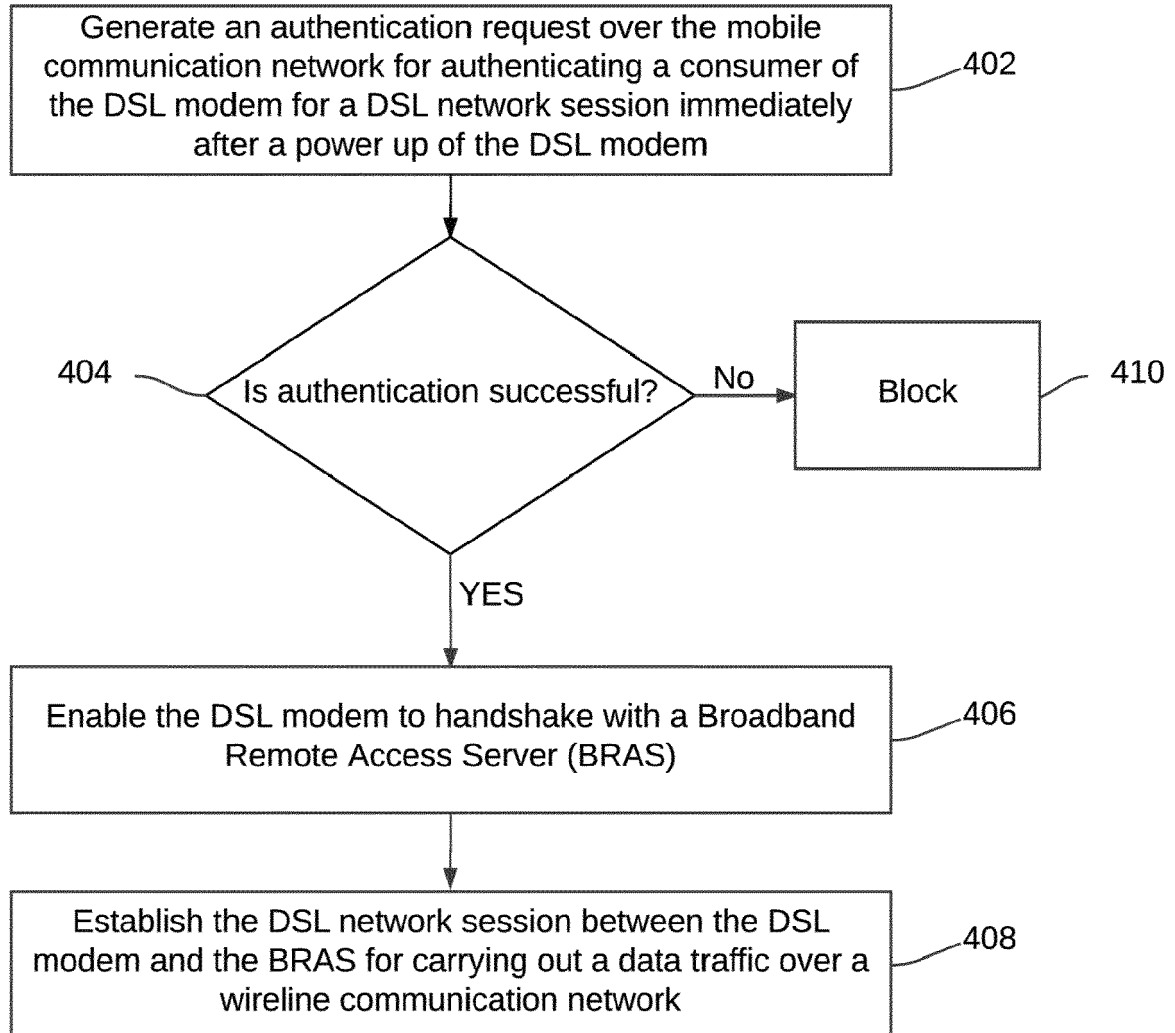 Generate an authentication request over the mobile
communication network for authenticating a consumer of
the DSL modem for a DSL network session immediately
after a power up of the DSL modem
402
404
Is authentication successful?
No
Block
410
YES
Enable the DSL modem to handshake with a Broadband
Remote Access Server (BRAS)
406
Establish the DSL network session between the DSL
modem and the BRAS for carrying out a data traffic over a
wireline communication network
408